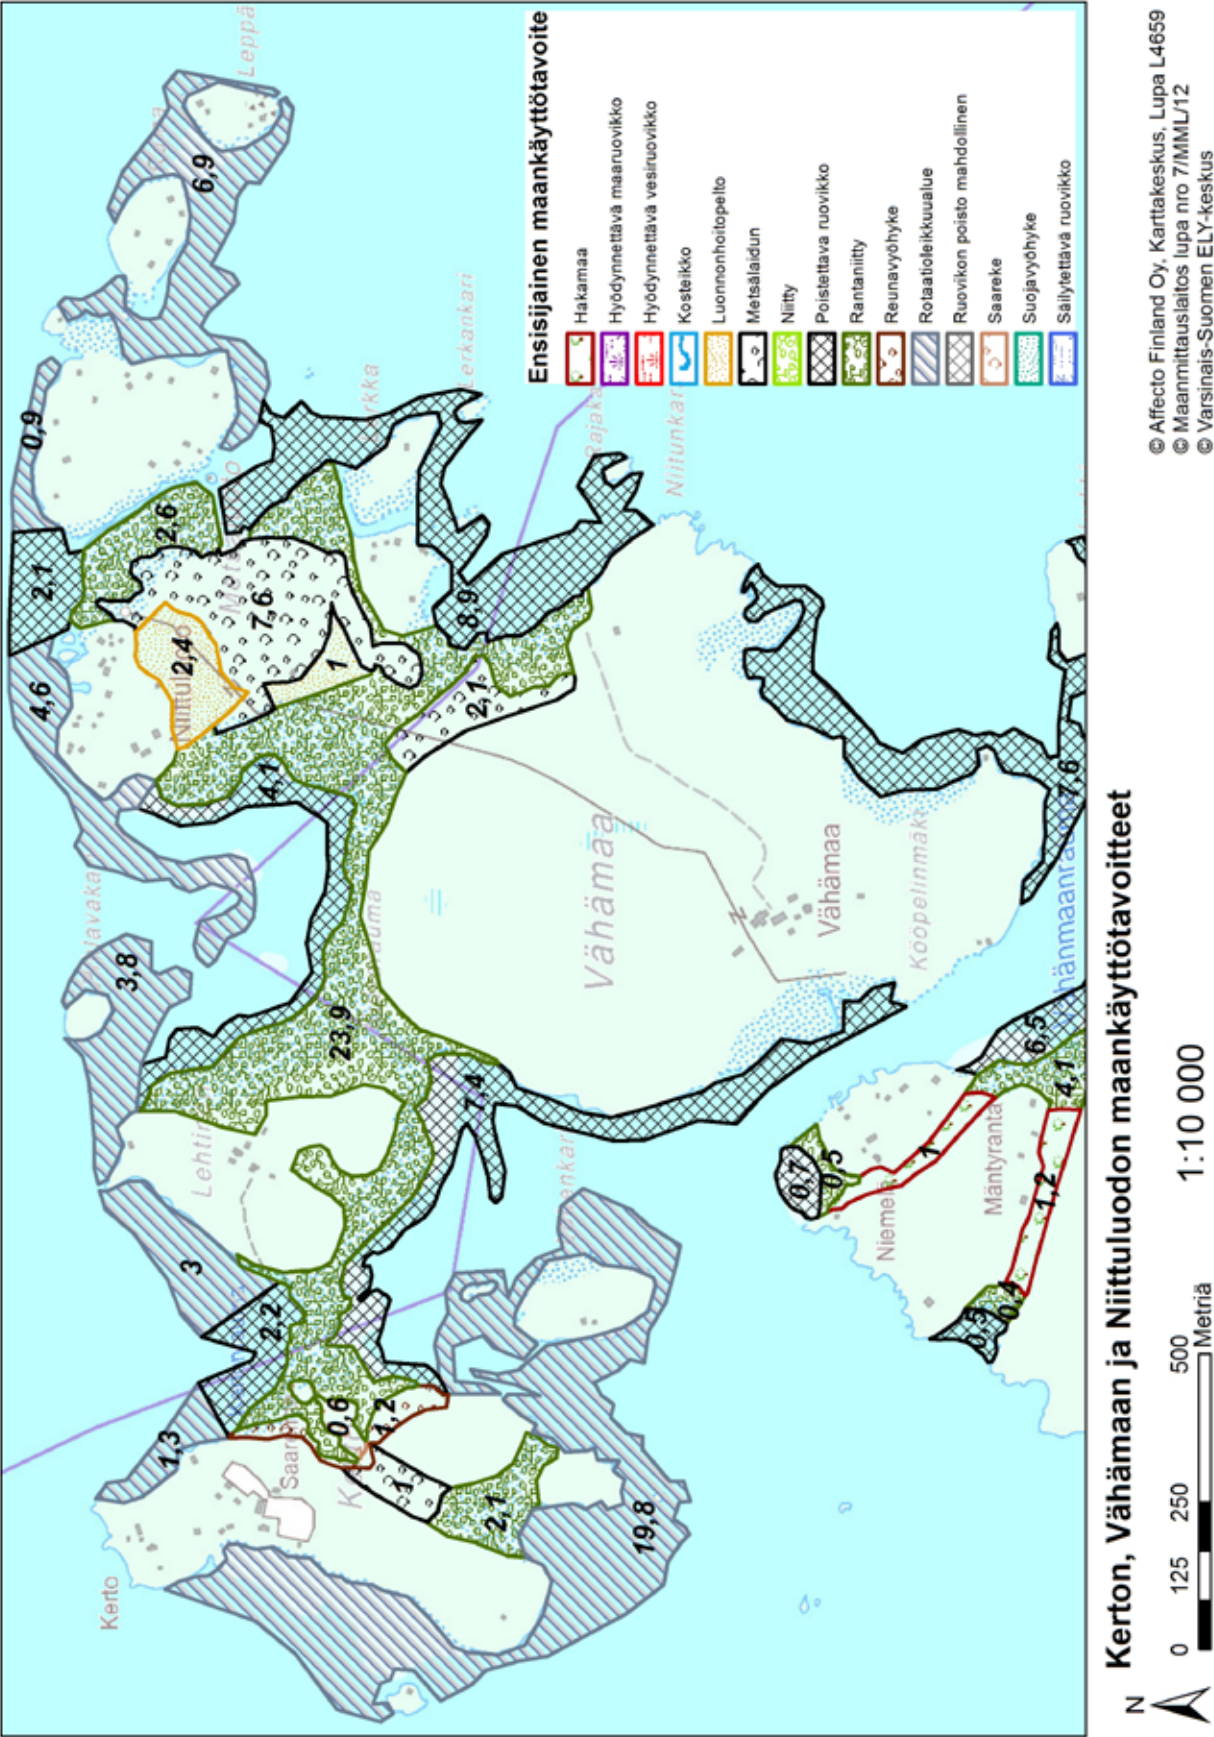 Kerton, Vähämaan ja Niittuluodon maankäyttötavoitteet
N
0 125 250 500
Metriä
1:10 000
© Affecto Finland Oy, Karttakeskus, Lupa L4659
© Maanmittauslaitos lupa nro 7/MML/12
© Varsinais-Suomen ELY-keskus
Ensisijainen maankäyttötavoite
Hakamaa
Hyödynnettävä maaruovikko
Hyödynnettävä vesiruovikko
Kosteikko
Luonnonhoitopelto
Metsälaidun
Niitty
Poistettava ruovikko
Rantaniitty
Reunavyöhyke
Rotaatioleikkuualue
Ruovikon poisto mahdollinen
Saareke
Suojavyöhyke
Säilytettävä ruovikko
Kerto
1,3
2,2
3
3,8
4,6
2,1
0,9
6,9
2,6
2,4
7,6
1
4,1
2,1
8,9
23,9
7,4
0,6
1,2
1
2,1
19,8
Lerkankari
Vähämaa
Vähämaa
Kööpelinmäki
7,6
6,5
4,1
Mäntyranta
1
1,2
0,7
0,5
0,5
0,4